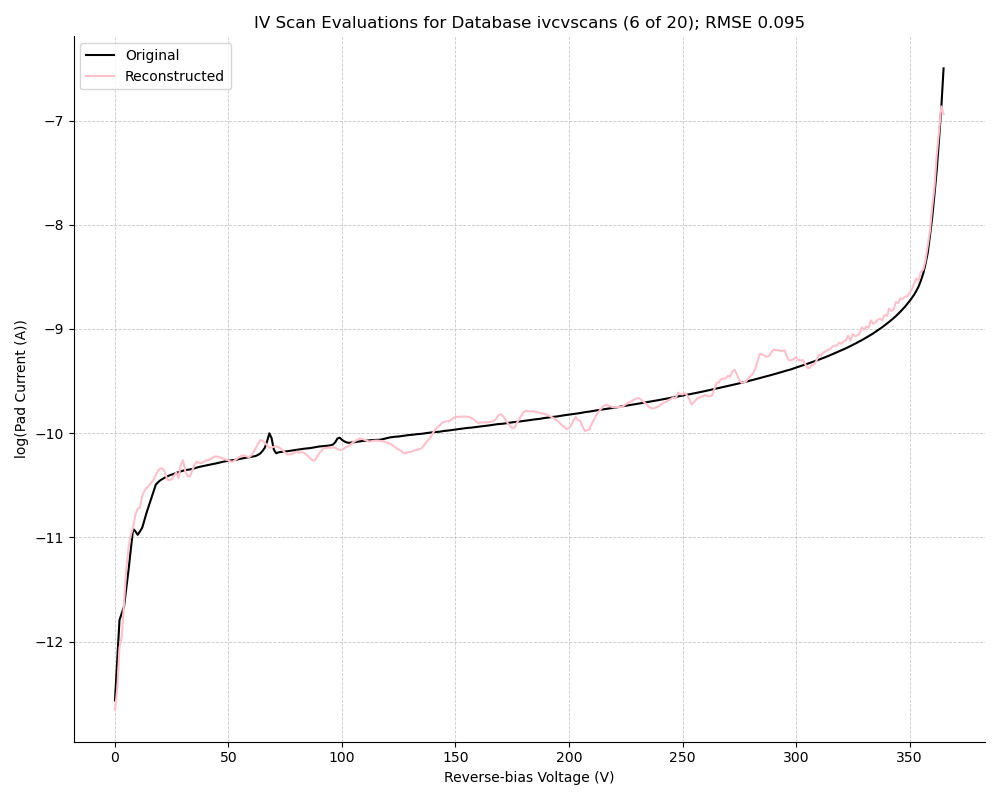 IV Scan Evaluations for Database ivcvscans (6 of 20); RMSE 0.095
Original
Reconstructed
log(Pad Current (A))
−7
−8
−9
−10
−11
−12
0
50
100
150
200
250
300
350
Reverse-bias Voltage (V)